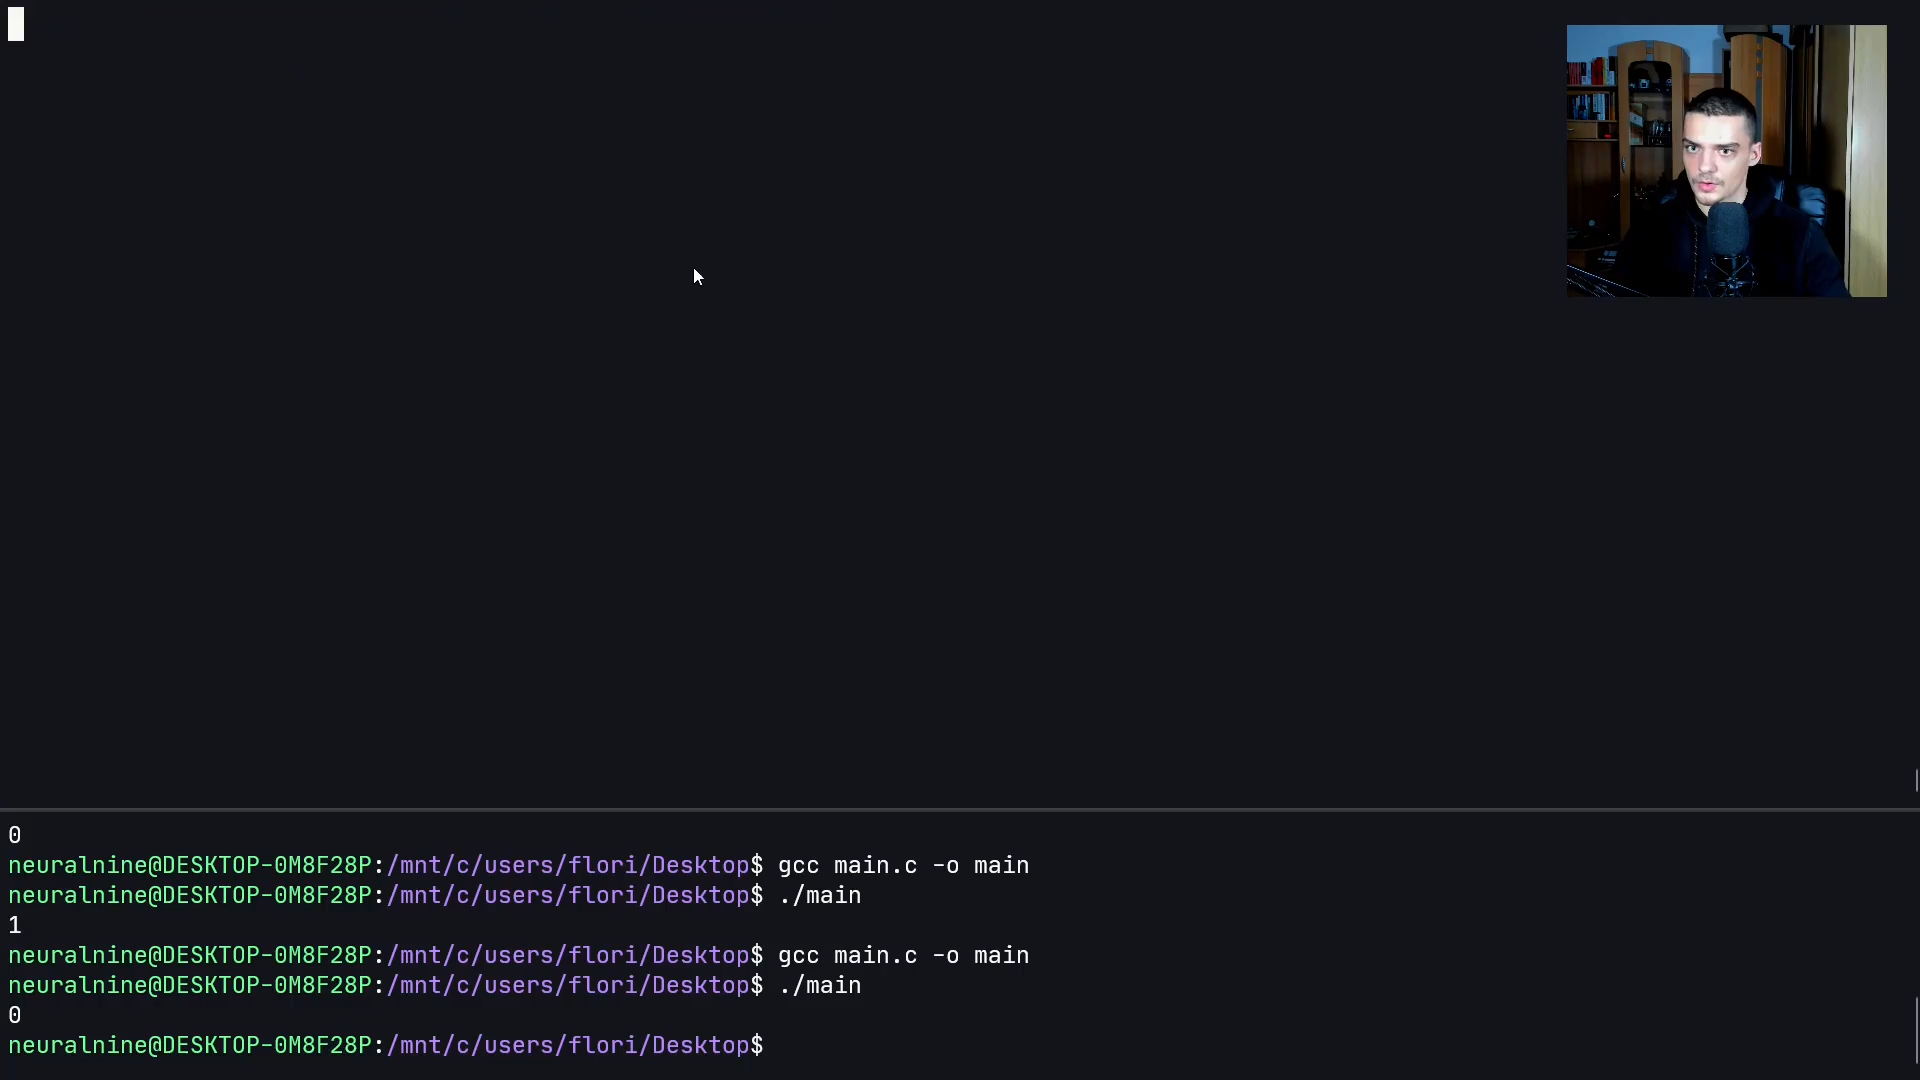 0
neuralnine@DESKTOP-0M8F28P:/mnt/c/users/flori/Desktop$ gcc main.c -o main
neuralnine@DESKTOP-0M8F28P:/mnt/c/users/flori/Desktop$ ./main
1
neuralnine@DESKTOP-0M8F28P:/mnt/c/users/flori/Desktop$ gcc main.c -o main
neuralnine@DESKTOP-0M8F28P:/mnt/c/users/flori/Desktop$ ./main
0
neuralnine@DESKTOP-0M8F28P:/mnt/c/users/flori/Desktop$